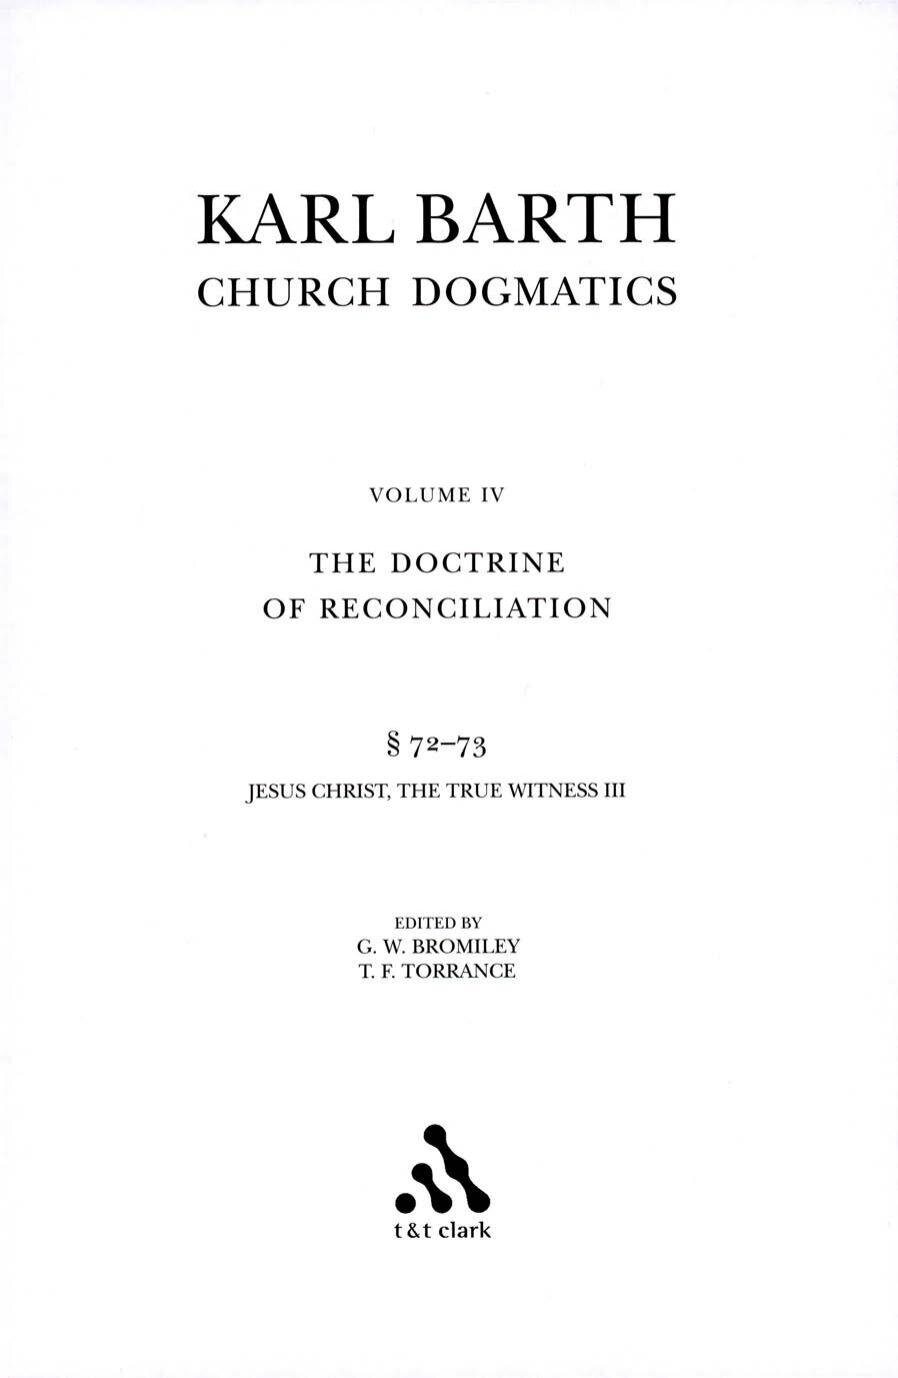 KARL BARTH
CHURCH DOGMATICS
VOLUME IV
THE DOCTRINE
OF RECONCILIATION
§ 72–73
JESUS CHRIST, THE TRUE WITNESS III
EDITED BY
G. W. BROMILEY
T. F. TORRANCE
t&t clark